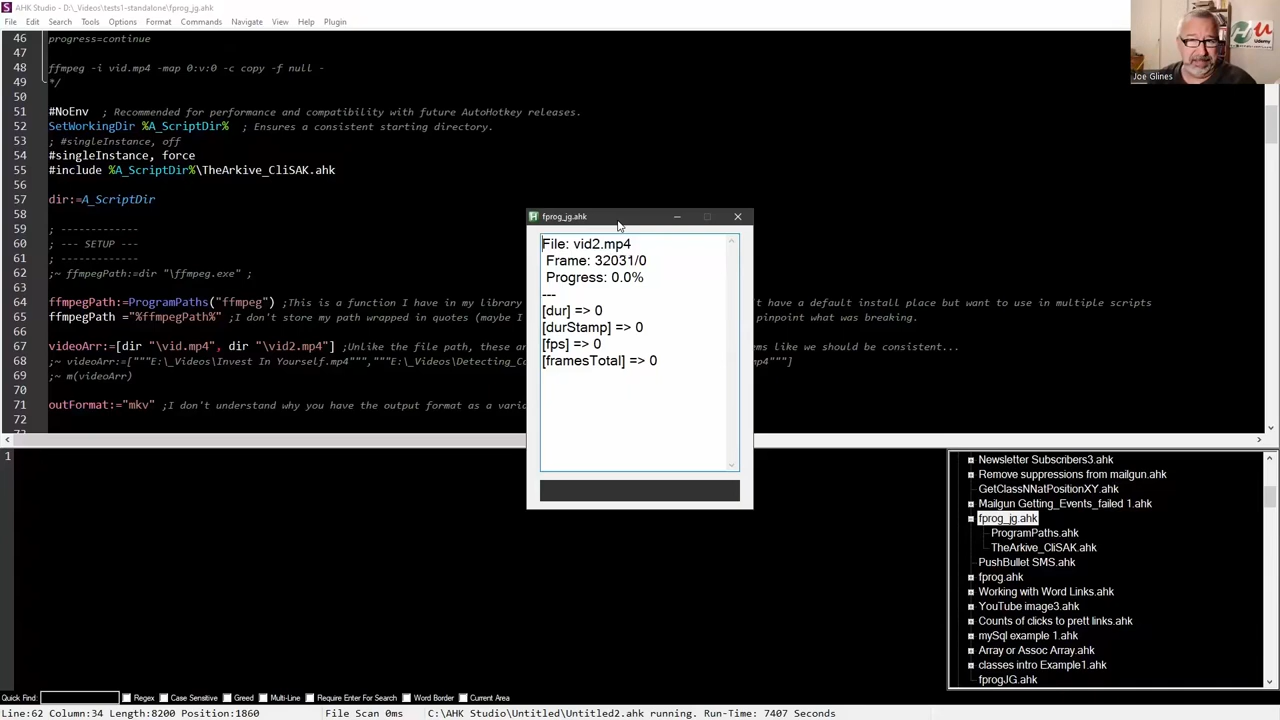 AHK Studio - D:\_Videos\tests1-standalone\fprog_jg.ahk
File Edit Search Tools Options Format Commands Navigate View Help Plugin
46 progress=continue
47
48 ffmpeg -i vid.mp4 -map 0:v:0 -c copy -f null -
49 */
50
51 #NoEnv ; Recommended for performance and compatibility with future AutoHotkey releases.
52 SetWorkingDir %A_ScriptDir% ; Ensures a consistent starting directory.
53 ; #singleInstance, off
54 #singleInstance, force
55 #include %A_ScriptDir%\TheArkive_CliSAK.ahk
56
57 dir:=A_ScriptDir
58
59 ; -------------
60 ; --- SETUP ---
61 ; -------------
62 ;~ ffmpegPath:=dir "\ffmpeg.exe" ;
63
64 ffmpegPath:=ProgramPaths("ffmpeg") ;This is a function I have in my library t have a default install place but want to use in multiple scripts
65 ffmpegPath ="%ffmpegPath%" ;I don't store my path wrapped in quotes (maybe I pinpoint what was breaking.
66
67 videoArr:=[dir "\vid.mp4", dir "\vid2.mp4"] ;Unlike the file path, these an ems like we should be consistent...
68 ;~ videoArr:=["""E:\_Videos\Invest In Yourself.mp4""","""E:\_Videos\Detecting_C 4"""]
69 ;~ m(videoArr)
70
71 outFormat:="mkv" ;I don't understand why you have the output format as a varia
72
fprog_jg.ahk
File: vid2.mp4
Frame: 32031/0
Progress: 0.0%
---
[dur] => 0
[durStamp] => 0
[fps] => 0
[framesTotal] => 0
Joe Glines
Udemy
1
Newsletter Subscribers3.ahk
Remove suppressions from mailgun.ahk
GetClassNNatPositionXY.ahk
Mailgun Getting_Events_failed 1.ahk
fprog_jg.ahk
ProgramPaths.ahk
TheArkive_CliSAK.ahk
PushBullet SMS.ahk
fprog.ahk
Working with Word Links.ahk
YouTube image3.ahk
Counts of clicks to prett links.ahk
mySql example 1.ahk
Array or Assoc Array.ahk
classes intro Example1.ahk
fprogJG.ahk
Quick Find: Regex Case Sensitive Greed Multi-Line Require Enter For Search Word Border Current Area
Line:62 Column:34 Length:8200 Position:1860 File Scan 0ms C:\AHK Studio\Untitled\Untitled2.ahk running. Run-Time: 7407 Seconds